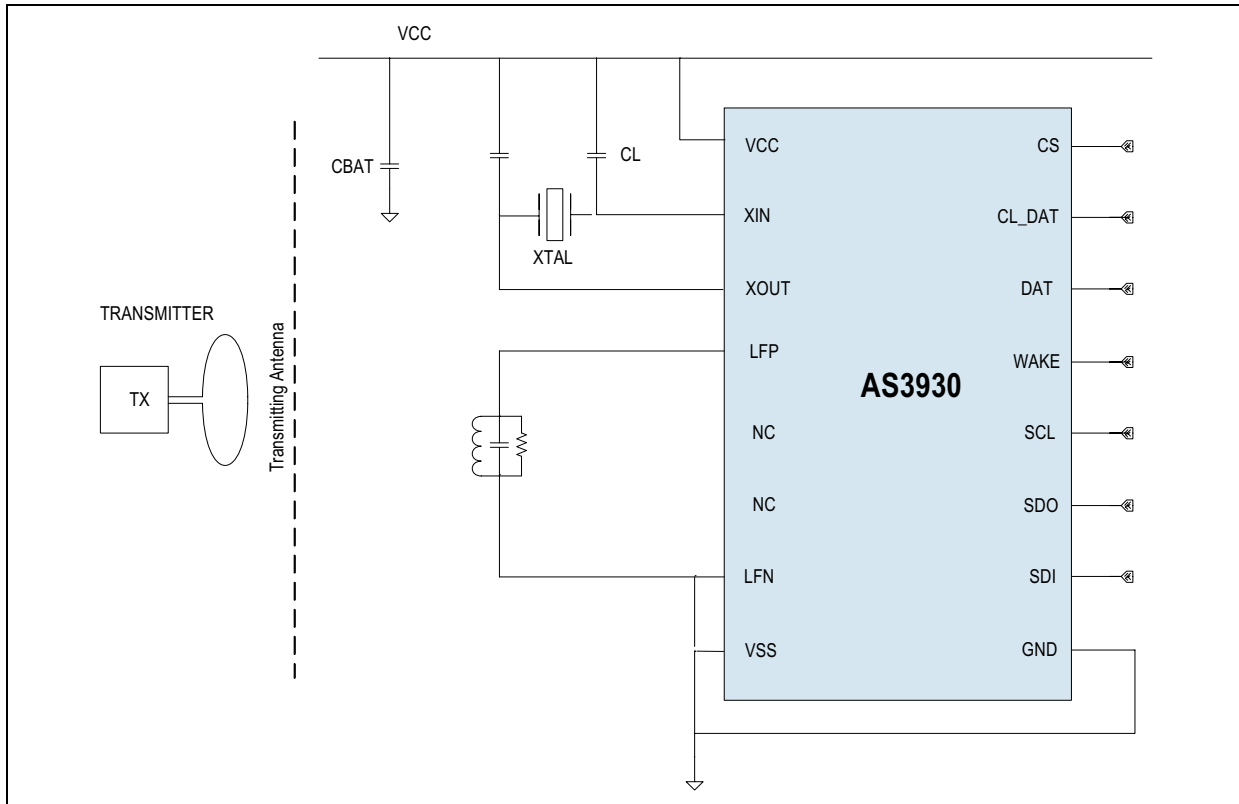 VCC
CBAT
CL
XTAL
TRANSMITTER
TX
Transmitting Antenna
VCC
XIN
XOUT
LFP
NC
NC
LFN
VSS
AS3930
CS
CL_DAT
DAT
WAKE
SCL
SDO
SDI
GND